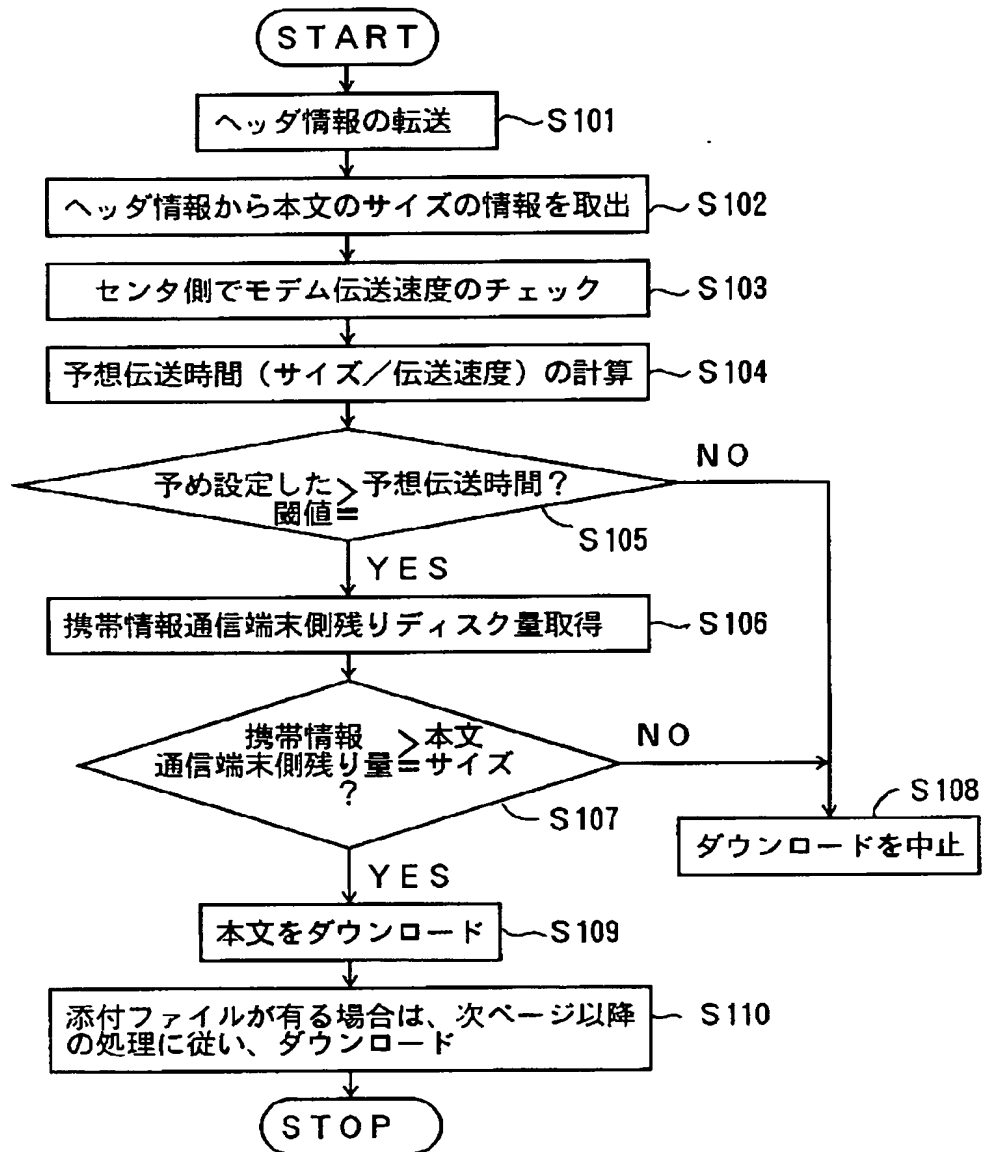 START
ヘッダ情報の転送
S101
ヘッダ情報から本文のサイズの情報を取出
S102
センタ側でモデム伝送速度のチェック
S103
予想伝送時間（サイズ／伝送速度）の計算
S104
NO
予め設定した＞予想伝送時間？
閾値＝
S105
YES
携帯情報通信端末側残りディスク量取得
S106
携帯情報 ＞本文
通信端末側残り量＝サイズ
？
NO
S107
S108
ダウンロードを中止
YES
本文をダウンロード
S109
添付ファイルが有る場合は、次ページ以降
の処理に従い、ダウンロード
S110
STOP